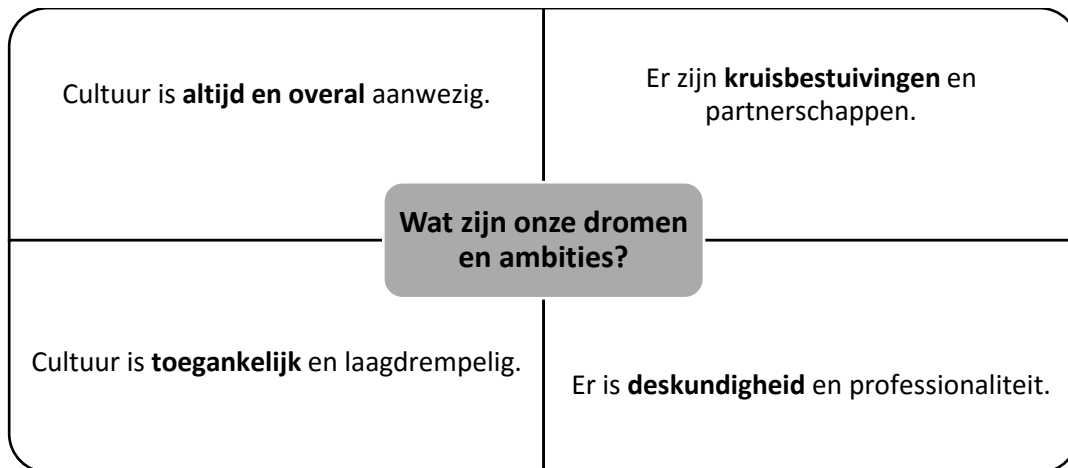 Cultuur is altijd en overal aanwezig.
Er zijn kruisbestuivingen en
partnerschappen.
Wat zijn onze dromen
en ambities?
Cultuur is toegankelijk en laagdrempelig.
Er is deskundigheid en professionaliteit.